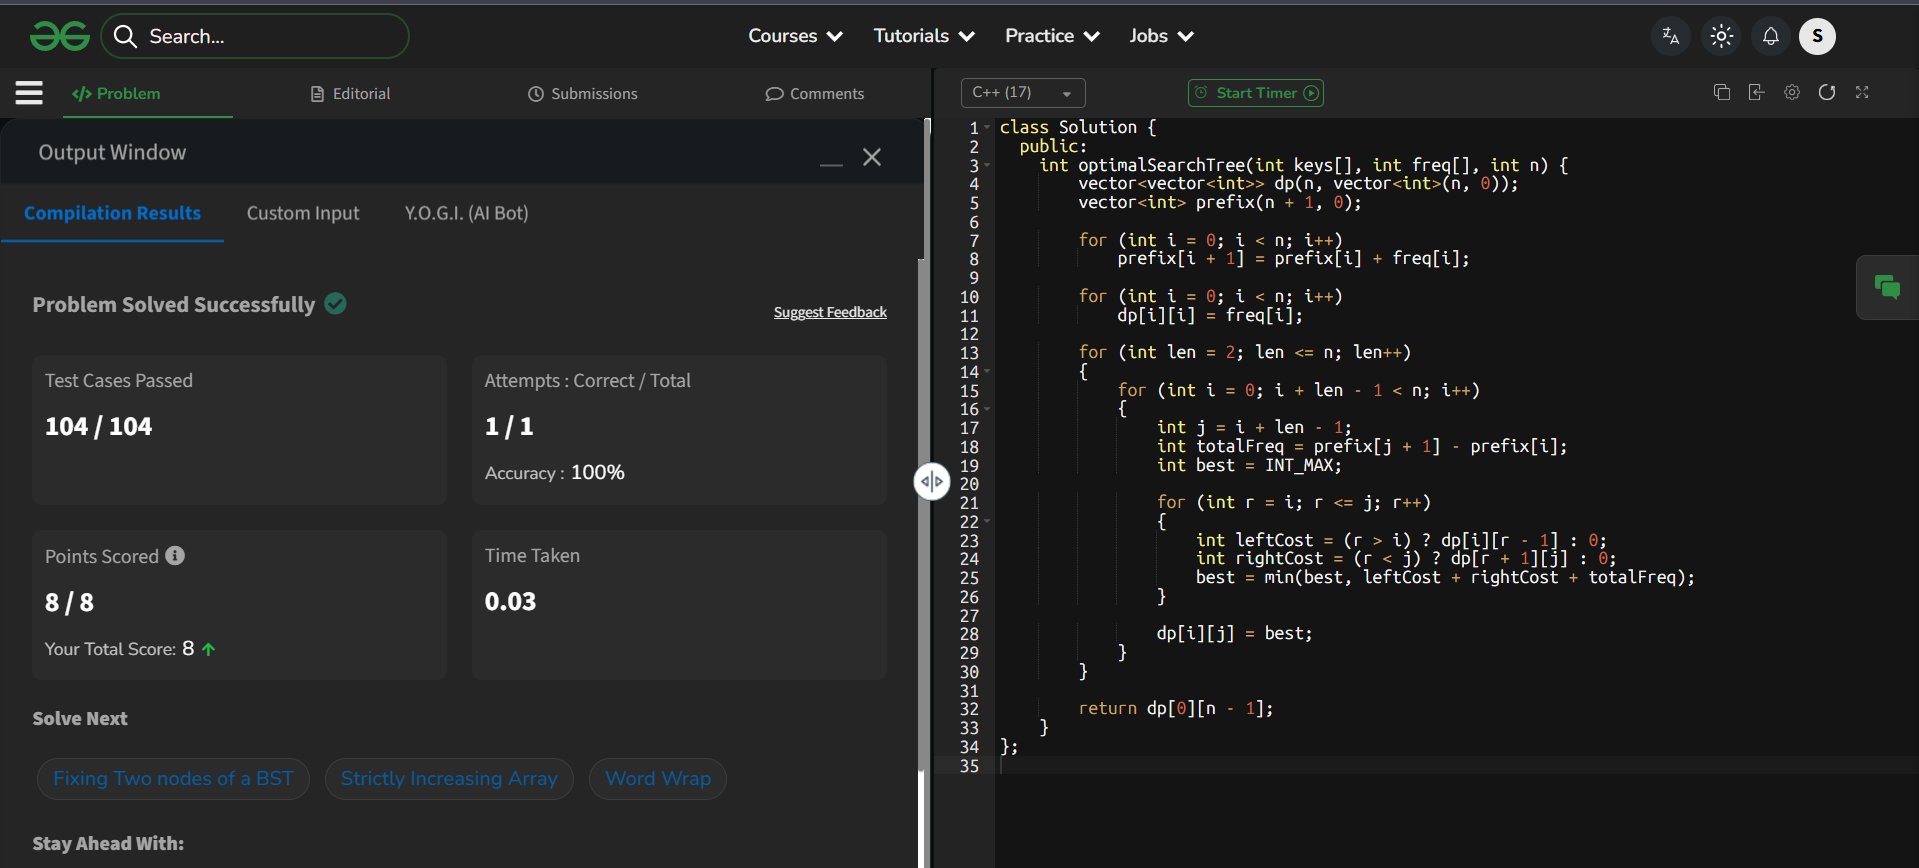 Search...
Courses Tutorials Practice Jobs
S
Problem Editorial Submissions Comments
C++ (17) Start Timer
Output Window
Compilation Results Custom Input Y.O.G.I. (AI Bot)
Problem Solved Successfully
Suggest Feedback
Test Cases Passed
104 / 104
Attempts : Correct / Total
1 / 1
Accuracy : 100%
Points Scored
8 / 8
Your Total Score: 8
Time Taken
0.03
Solve Next
Fixing Two nodes of a BST Strictly Increasing Array Word Wrap
Stay Ahead With:
1 class Solution {
2   public:
3     int optimalSearchTree(int keys[], int freq[], int n) {
4         vector<vector<int>> dp(n, vector<int>(n, 0));
5         vector<int> prefix(n + 1, 0);
6
7         for (int i = 0; i < n; i++)
8             prefix[i + 1] = prefix[i] + freq[i];
9
10         for (int i = 0; i < n; i++)
11             dp[i][i] = freq[i];
12
13         for (int len = 2; len <= n; len++)
14         {
15             for (int i = 0; i + len - 1 < n; i++)
16             {
17                 int j = i + len - 1;
18                 int totalFreq = prefix[j + 1] - prefix[i];
19                 int best = INT_MAX;
20
21                 for (int r = i; r <= j; r++)
22                 {
23                     int leftCost = (r > i) ? dp[i][r - 1] : 0;
24                     int rightCost = (r < j) ? dp[r + 1][j] : 0;
25                     best = min(best, leftCost + rightCost + totalFreq);
26                 }
27
28                 dp[i][j] = best;
29             }
30         }
31
32         return dp[0][n - 1];
33     }
34 };
35